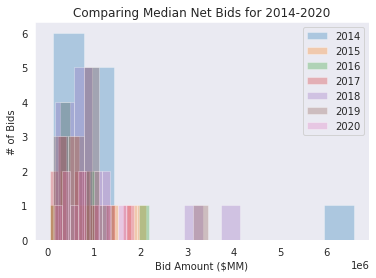 Comparing Median Net Bids for 2014-2020
# of Bids
6
5
4
3
2
1
0
2014
2015
2016
2017
2018
2019
2020
0 1 2 3 4 5 6
1e6
Bid Amount ($MM)